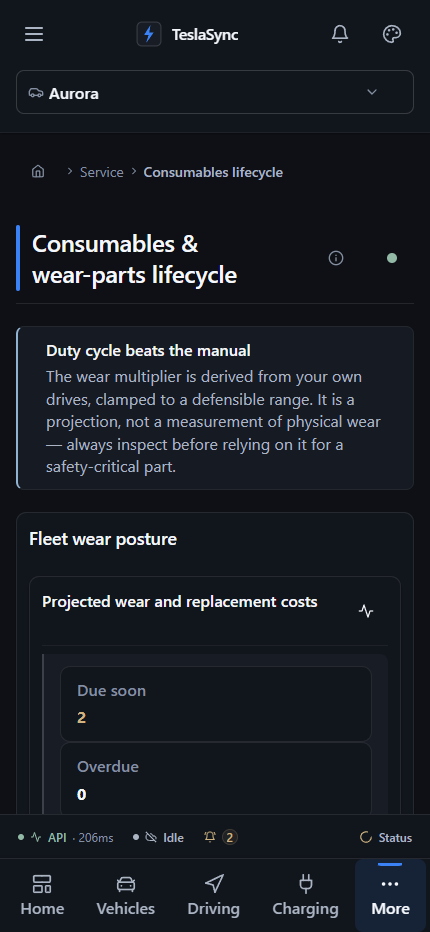 TeslaSync
Aurora
Service
Consumables lifecycle
Consumables &
wear-parts lifecycle
Duty cycle beats the manual
The wear multiplier is derived from your own
drives, clamped to a defensible range. It is a
projection, not a measurement of physical wear
— always inspect before relying on it for a
safety-critical part.
Fleet wear posture
Projected wear and replacement costs
Due soon
2
Overdue
0
API · 206ms
Idle
2
Status
Home
Vehicles
Driving
Charging
More